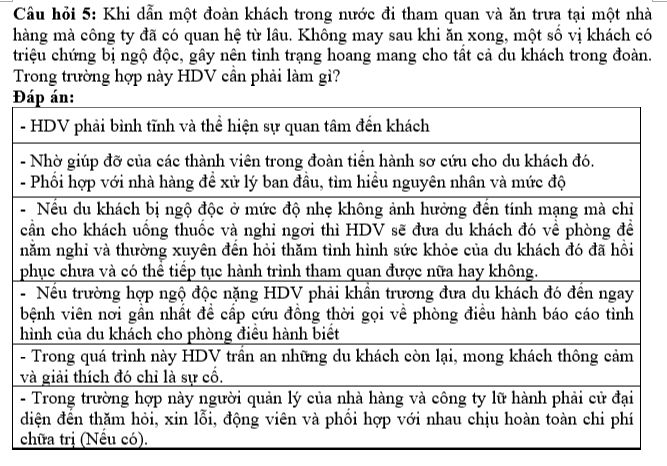 Câu hỏi 5: Khi dẫn một đoàn khách trong nước đi tham quan và ăn trưa tại một nhà
hàng mà công ty đã có quan hệ từ lâu. Không may sau khi ăn xong, một số vị khách có
triệu chứng bị ngộ độc, gây nên tình trạng hoang mang cho tất cả du khách trong đoàn.
Trong trường hợp này HDV cần phải làm gì?
Đáp án:
- HDV phải bình tĩnh và thể hiện sự quan tâm đến khách
- Nhờ giúp đỡ của các thành viên trong đoàn tiến hành sơ cứu cho du khách đó.
- Phối hợp với nhà hàng để xử lý ban đầu, tìm hiểu nguyên nhân và mức độ
- Nếu du khách bị ngộ độc ở mức độ nhẹ không ảnh hưởng đến tính mạng mà chỉ
cần cho khách uống thuốc và nghỉ ngơi thì HDV sẽ đưa du khách đó về phòng để
nằm nghỉ và thường xuyên đến hỏi thăm tình hình sức khỏe của du khách đó đã hồi
phục chưa và có thể tiếp tục hành trình tham quan được nữa hay không.
- Nếu trường hợp ngộ độc nặng HDV phải khẩn trương đưa du khách đó đến ngay
bệnh viên nơi gần nhất để cấp cứu đồng thời gọi về phòng điều hành báo cáo tình
hình của du khách cho phòng điều hành biết
- Trong quá trình này HDV trấn an những du khách còn lại, mong khách thông cảm
và giải thích đó chỉ là sự cố.
- Trong trường hợp này người quản lý của nhà hàng và công ty lữ hành phải cử đại
diện đến thăm hỏi, xin lỗi, động viên và phối hợp với nhau chịu hoàn toàn chi phí
chữa trị (Nếu có).